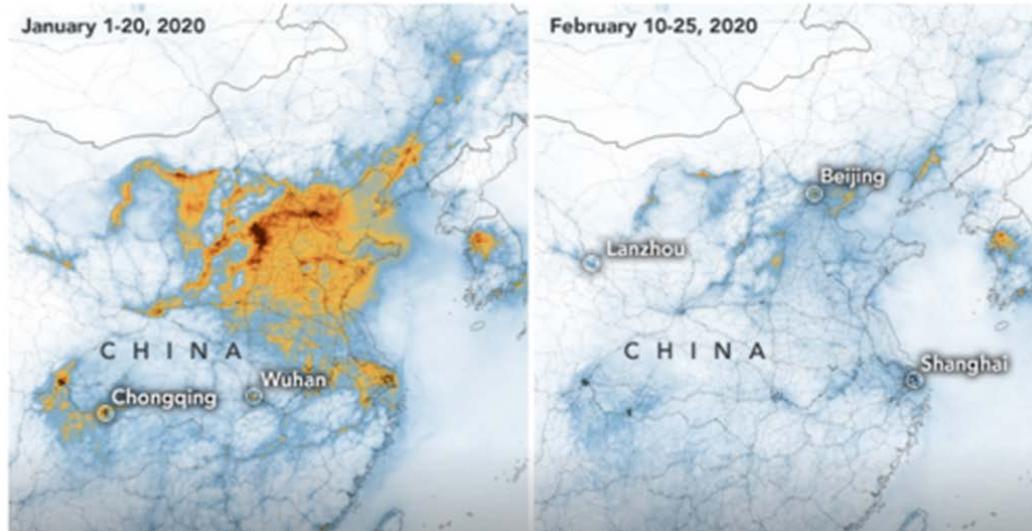 January 1-20, 2020
CHINA
Chongqing
Wuhan
February 10-25, 2020
Beijing
Lanzhou
CHINA
Shanghai